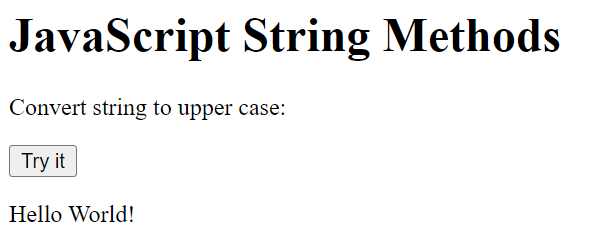 JavaScript String Methods
Convert string to upper case:
Try it
Hello World!